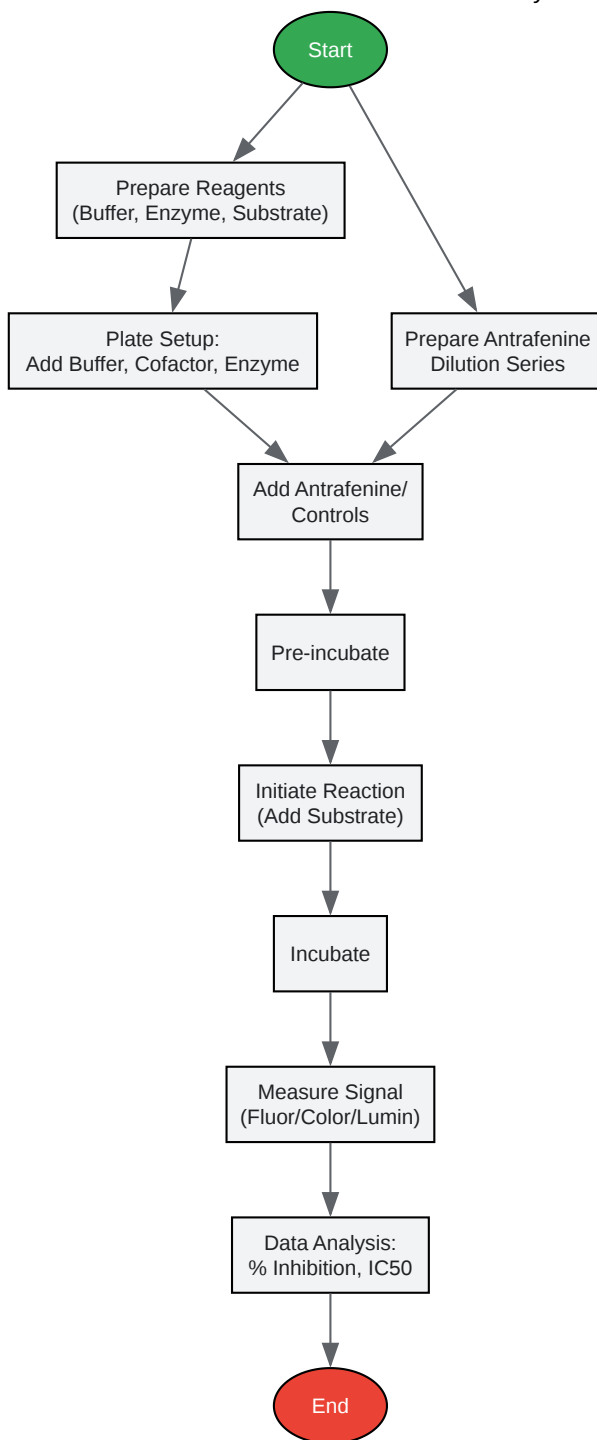 Start
Prepare Reagents
(Buffer, Enzyme, Substrate)
Plate Setup:
Add Buffer, Cofactor, Enzyme
Prepare Antrafenine
Dilution Series
Add Antrafenine/
Controls
Pre-incubate
Initiate Reaction
(Add Substrate)
Incubate
Measure Signal
(Fluor/Color/Lumin)
Data Analysis:
% Inhibition, IC50
End